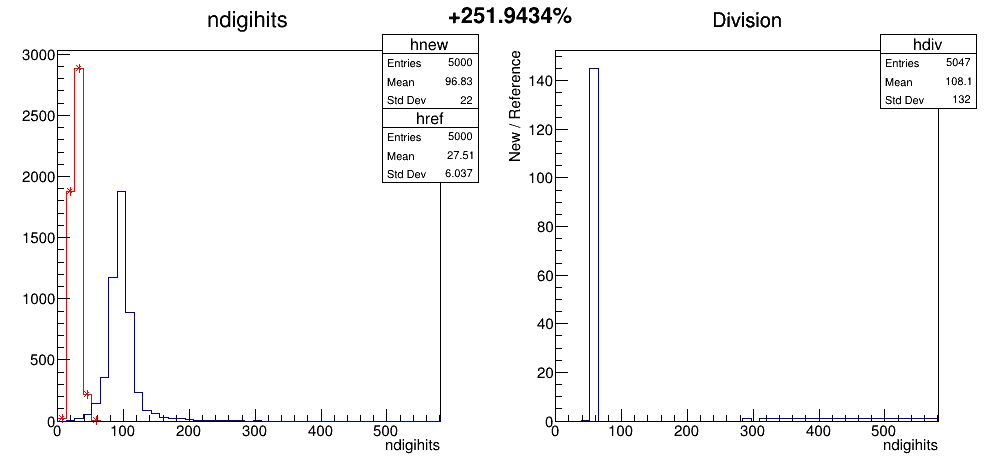 +251.9434%
ndigihits
hnew
Entries 5000
Mean 96.83
Std Dev 22
href
Entries 5000
Mean 27.51
Std Dev 6.037
3000
2500
2000
1500
1000
500
0
0 100 200 300 400 500
ndigihits
Division
hdiv
Entries 5047
Mean 108.1
Std Dev 132
New / Reference
140
120
100
80
60
40
20
0
0 100 200 300 400 500
ndigihits